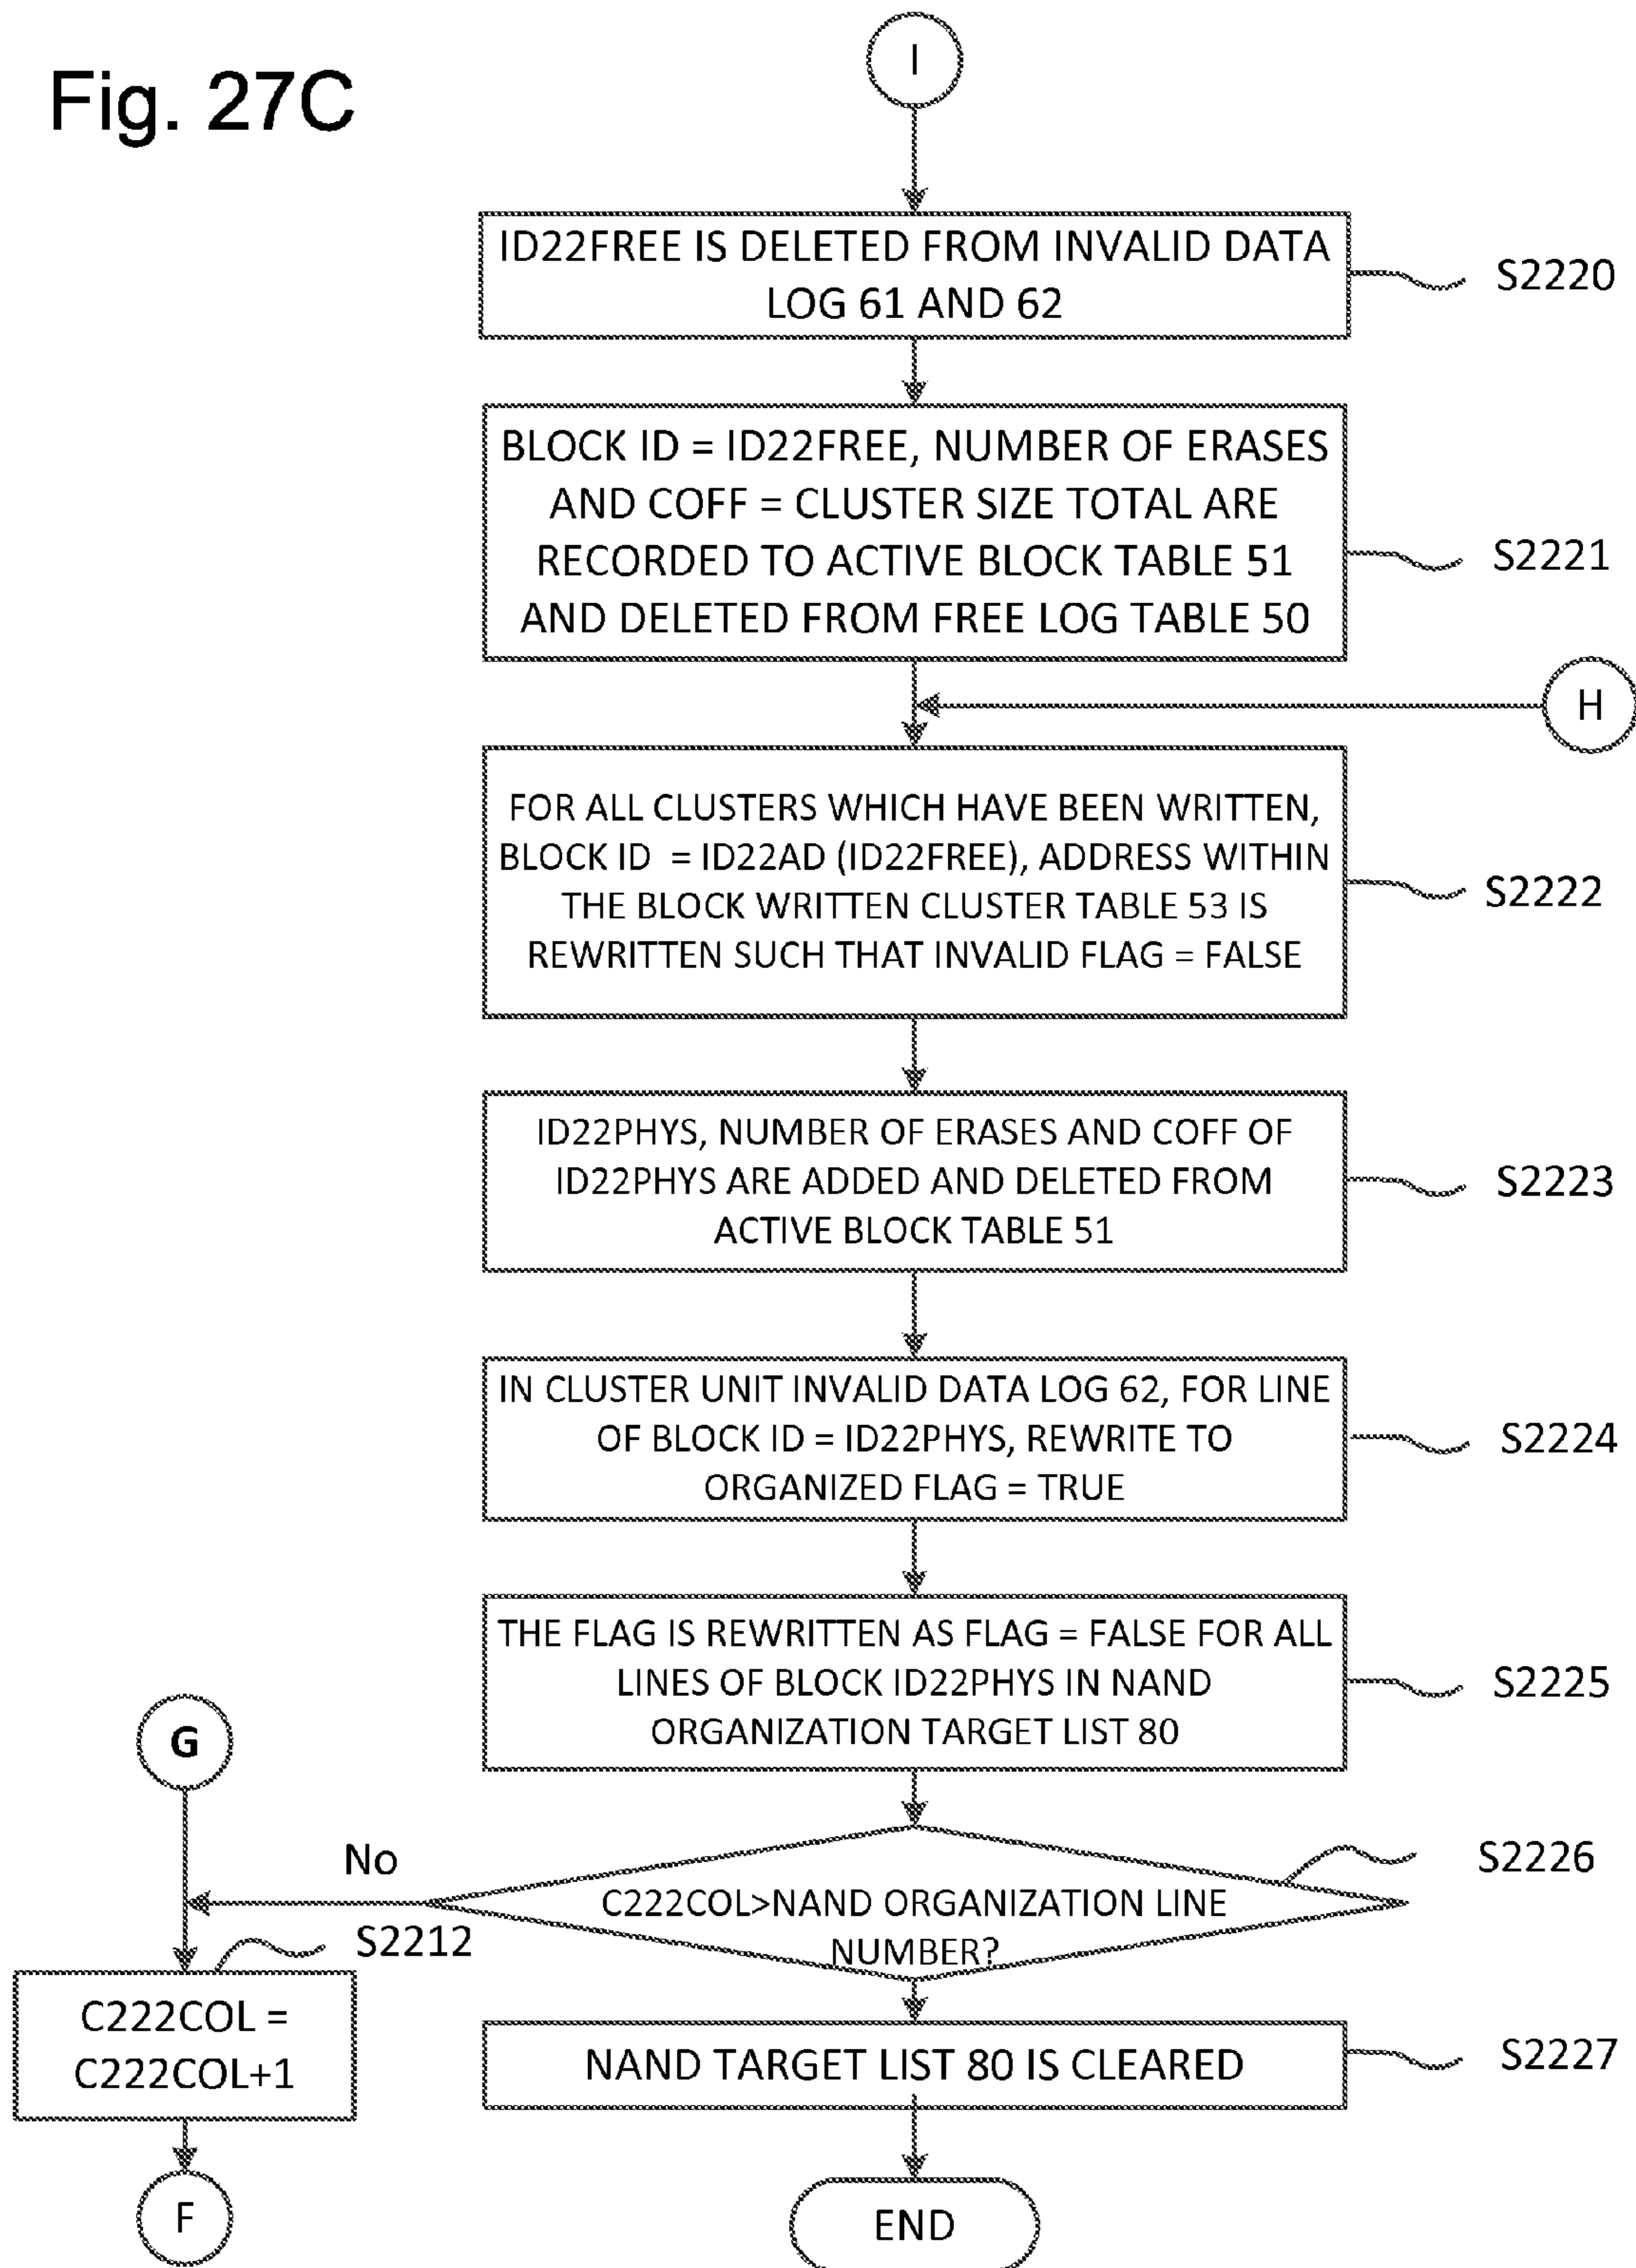 Fig. 27C
I
ID22FREE IS DELETED FROM INVALID DATA
LOG 61 AND 62
S2220
BLOCK ID = ID22FREE, NUMBER OF ERASES
AND COFF = CLUSTER SIZE TOTAL ARE
RECORDED TO ACTIVE BLOCK TABLE 51
AND DELETED FROM FREE LOG TABLE 50
S2221
H
FOR ALL CLUSTERS WHICH HAVE BEEN WRITTEN,
BLOCK ID = ID22AD (ID22FREE), ADDRESS WITHIN
THE BLOCK WRITTEN CLUSTER TABLE 53 IS
REWRITTEN SUCH THAT INVALID FLAG = FALSE
S2222
ID22PHYS, NUMBER OF ERASES AND COFF OF
ID22PHYS ARE ADDED AND DELETED FROM
ACTIVE BLOCK TABLE 51
S2223
IN CLUSTER UNIT INVALID DATA LOG 62, FOR LINE
OF BLOCK ID = ID22PHYS, REWRITE TO
ORGANIZED FLAG = TRUE
S2224
THE FLAG IS REWRITTEN AS FLAG = FALSE FOR ALL
LINES OF BLOCK ID22PHYS IN NAND
ORGANIZATION TARGET LIST 80
S2225
G
No
C222COL>NAND ORGANIZATION LINE
NUMBER?
S2226
S2212
C222COL =
C222COL+1
NAND TARGET LIST 80 IS CLEARED
S2227
F
END